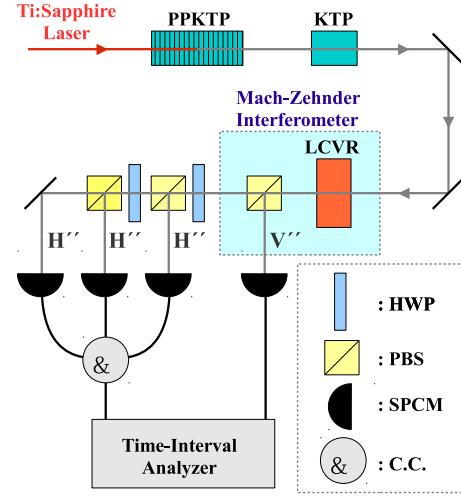 Ti:Sapphire
Laser
PPKTP
KTP
Mach-Zehnder
Interferometer
LCVR
H´´
H´´
H´´
V´´
&
Time-Interval
Analyzer
: HWP
: PBS
: SPCM
& : C.C.